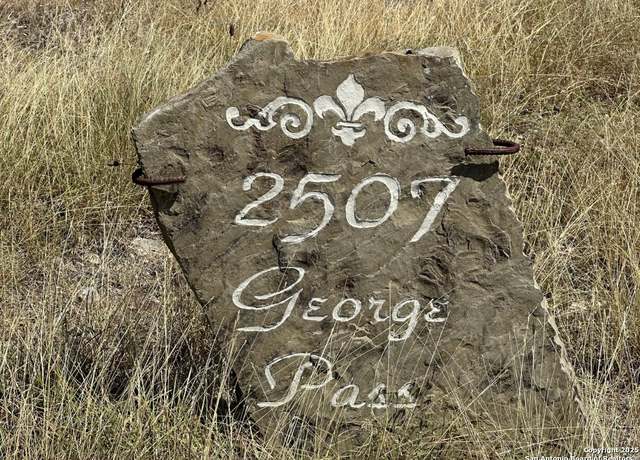 2507
George
Pass
Copyright 2025
San Antonio Board of Realtors